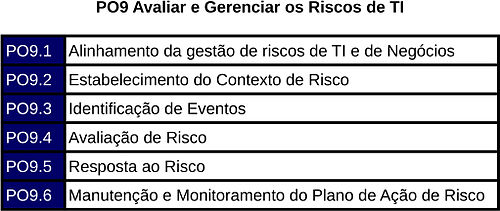 PO9 Avaliar e Gerenciar os Riscos de TI
PO9.1 Alinhamento da gestão de riscos de TI e de Negócios
PO9.2 Estabelecimento do Contexto de Risco
PO9.3 Identificação de Eventos
PO9.4 Avaliação de Risco
PO9.5 Resposta ao Risco
PO9.6 Manutenção e Monitoramento do Plano de Ação de Risco